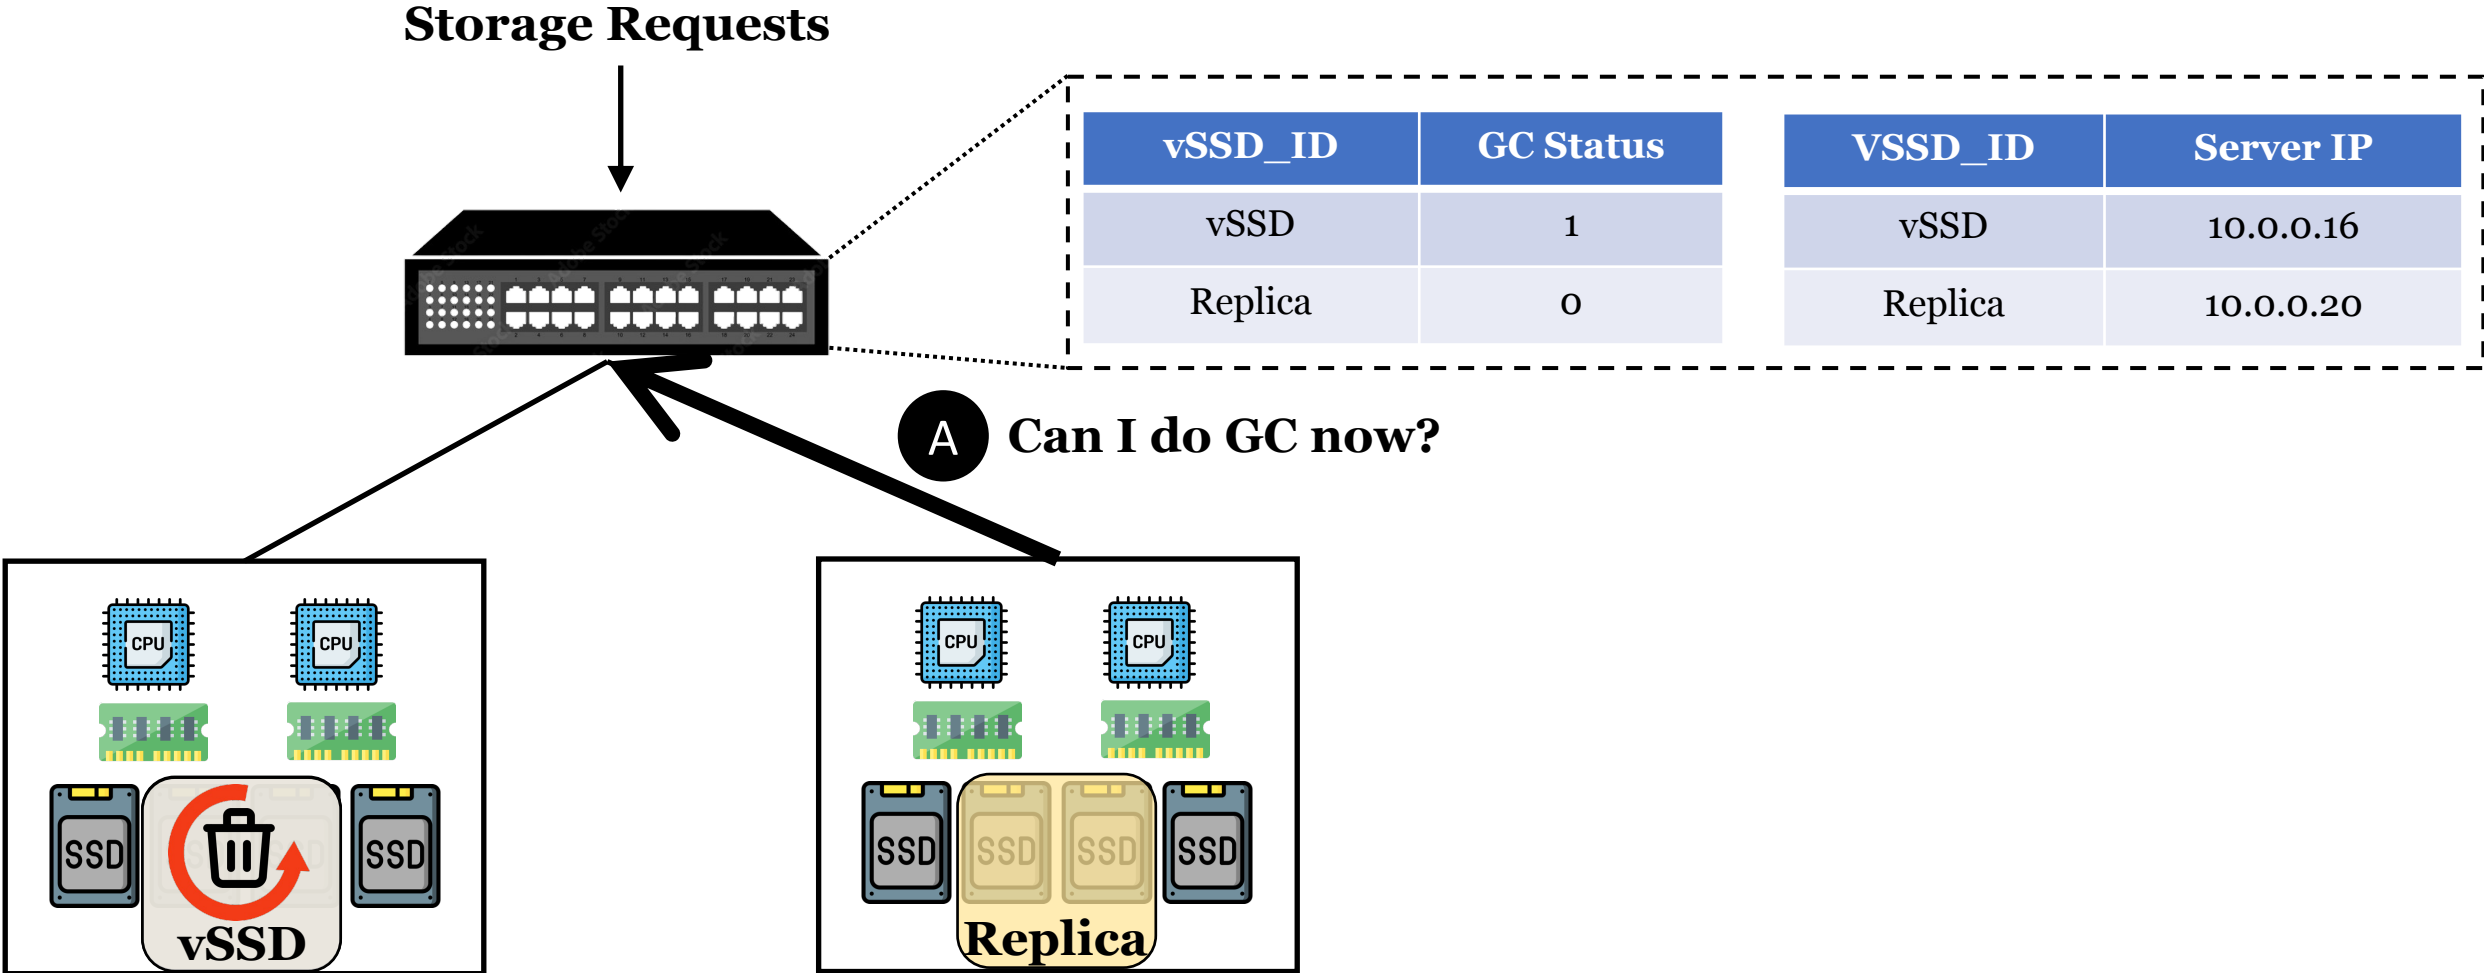 Storage Requests
vSSD_ID GC Status
vSSD 1
Replica 0
VSSD_ID Server IP
vSSD 10.0.0.16
Replica 10.0.0.20
A Can I do GC now?
CPU CPU
SSD SSD
vSSD
CPU CPU
SSD SSD SSD SSD
Replica